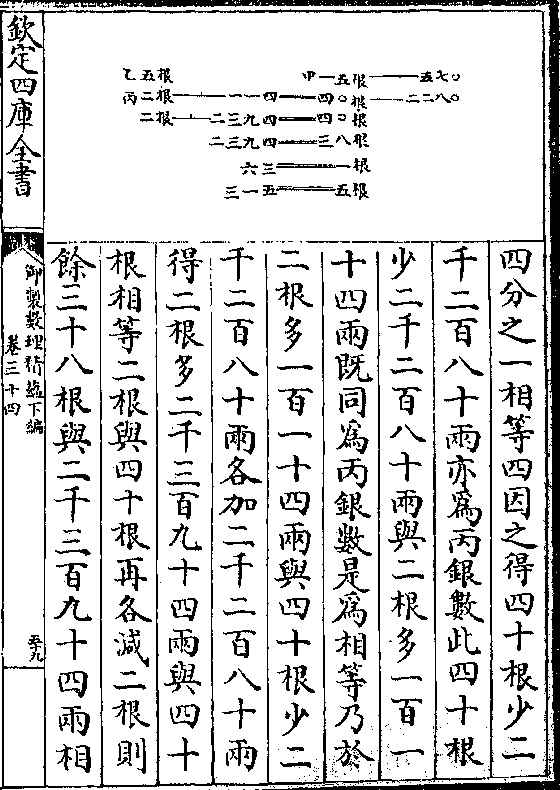 乙五根 甲一五根 五七〇
丙二根 一一四 四〇根 二二八〇
二根 二三九四 四〇根
二三九四 三八根
六三 一根
三一五 五根
四分之一相等四因之得四十根少二
千二百八十兩亦爲丙銀數此四十根
少二千二百八十兩與二根多一百一
十四兩既同爲丙銀數是爲相等乃於
二根多一百一十四兩與四十根少二
千二百八十兩各加二千二百八十兩
得二根多二千三百九十四兩與四十
根相等二根與四十根再各減二根則
餘三十八根與二千三百九十四兩相
欽定四庫全書
御製數理精藴下編
卷三十四
五十九